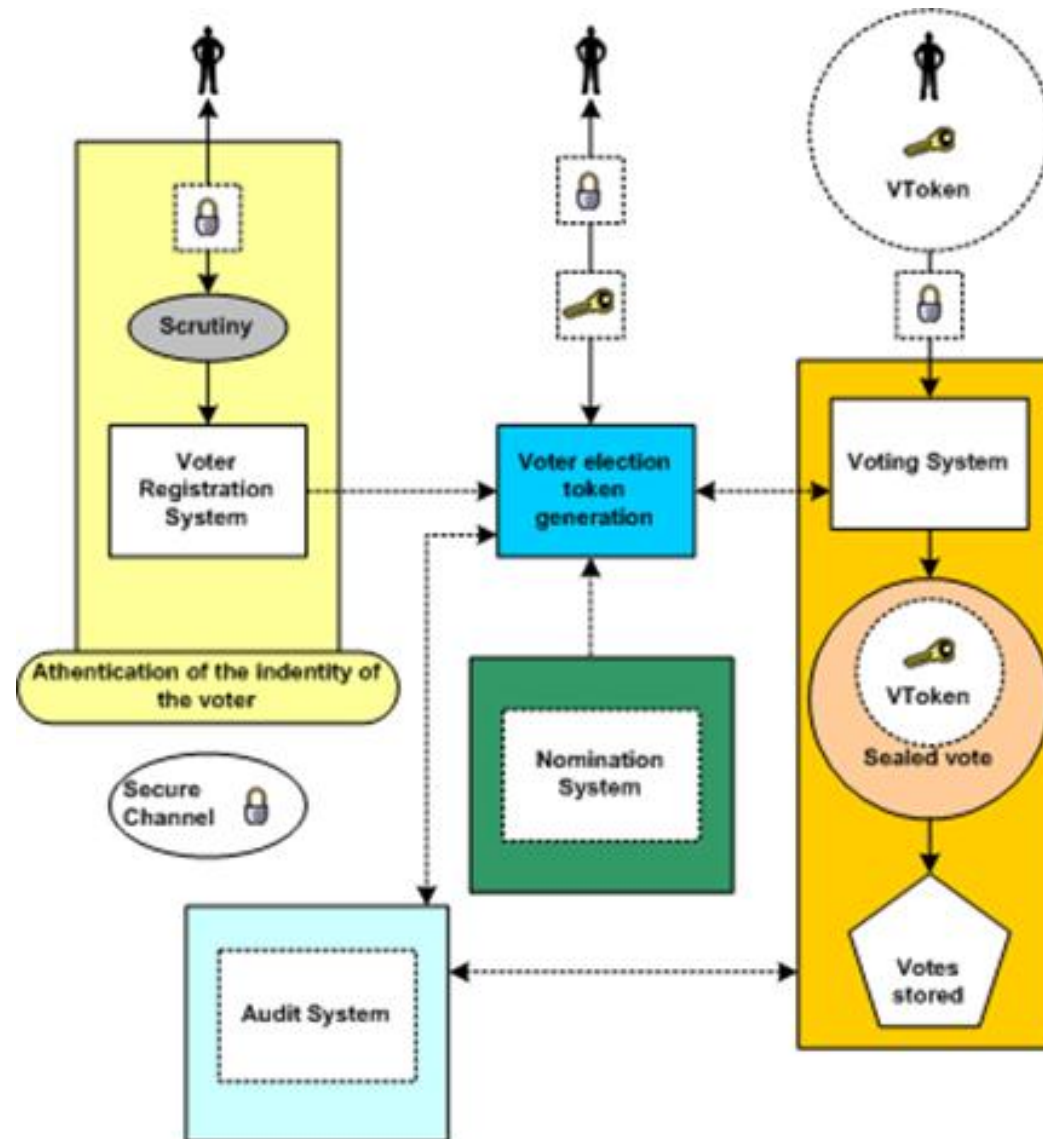 VToken
Scrutiny
Voter
Registration
System
Voter election
token
generation
Voting System
Athentication of the indentity of
the voter
VToken
Sealed vote
Nomination
System
Secure
Channel
Audit System
Votes
stored